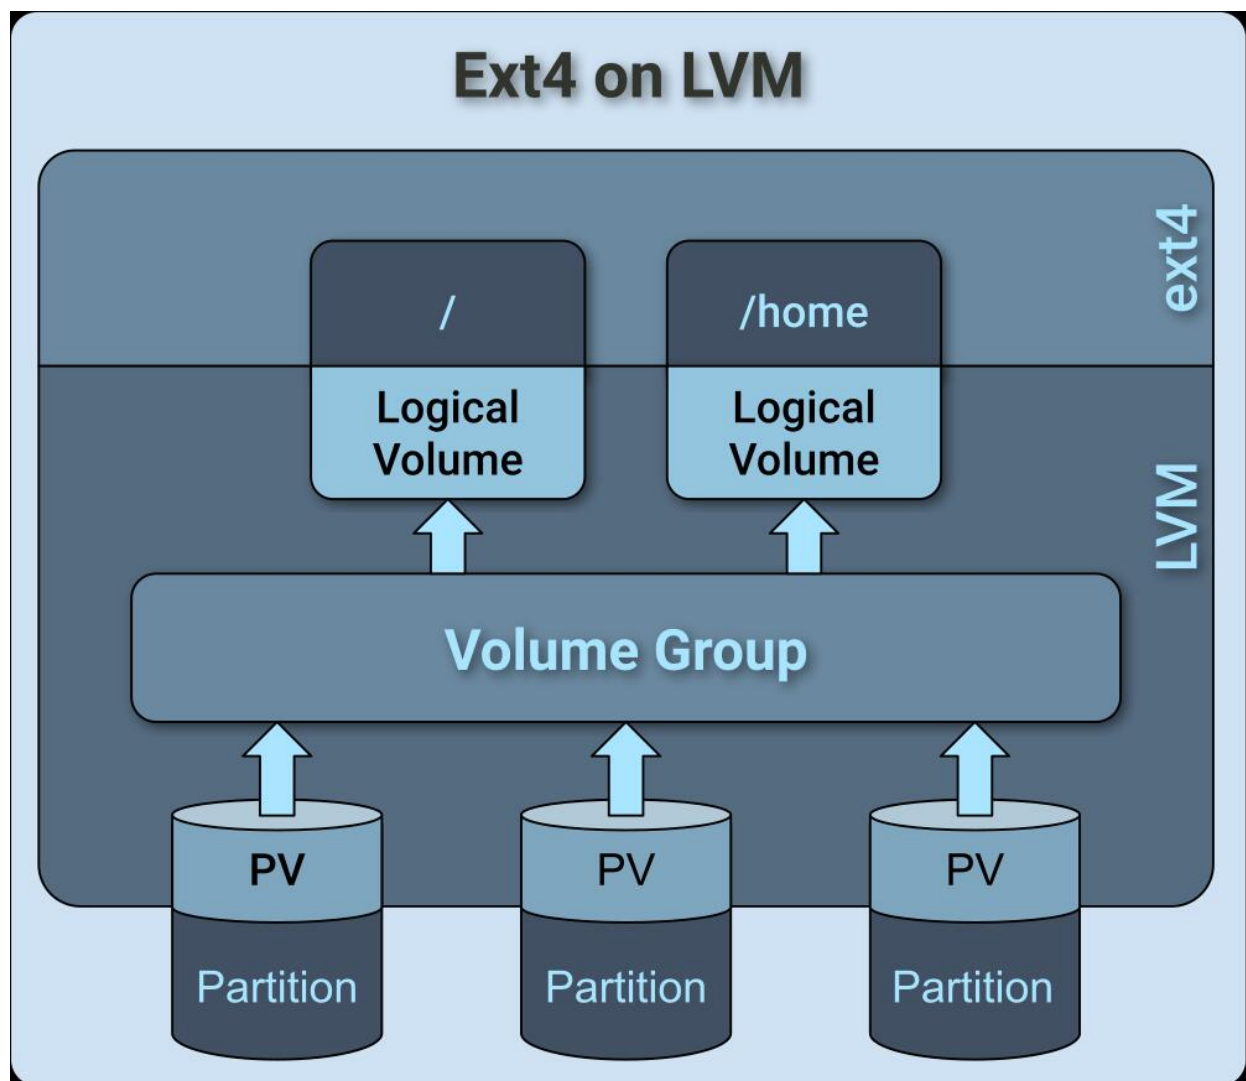 Ext4 on LVM
ext4
/
/home
Logical
Volume
Logical
Volume
LVM
Volume Group
PV
PV
PV
Partition
Partition
Partition